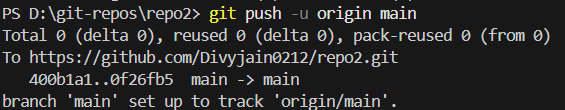 PS D:\git-repos\repo2> git push -u origin main
Total 0 (delta 0), reused 0 (delta 0), pack-reused 0 (from 0)
To https://github.com/Divyjain0212/repo2.git
   400b1a1..0f26fb5  main -> main
branch 'main' set up to track 'origin/main'.